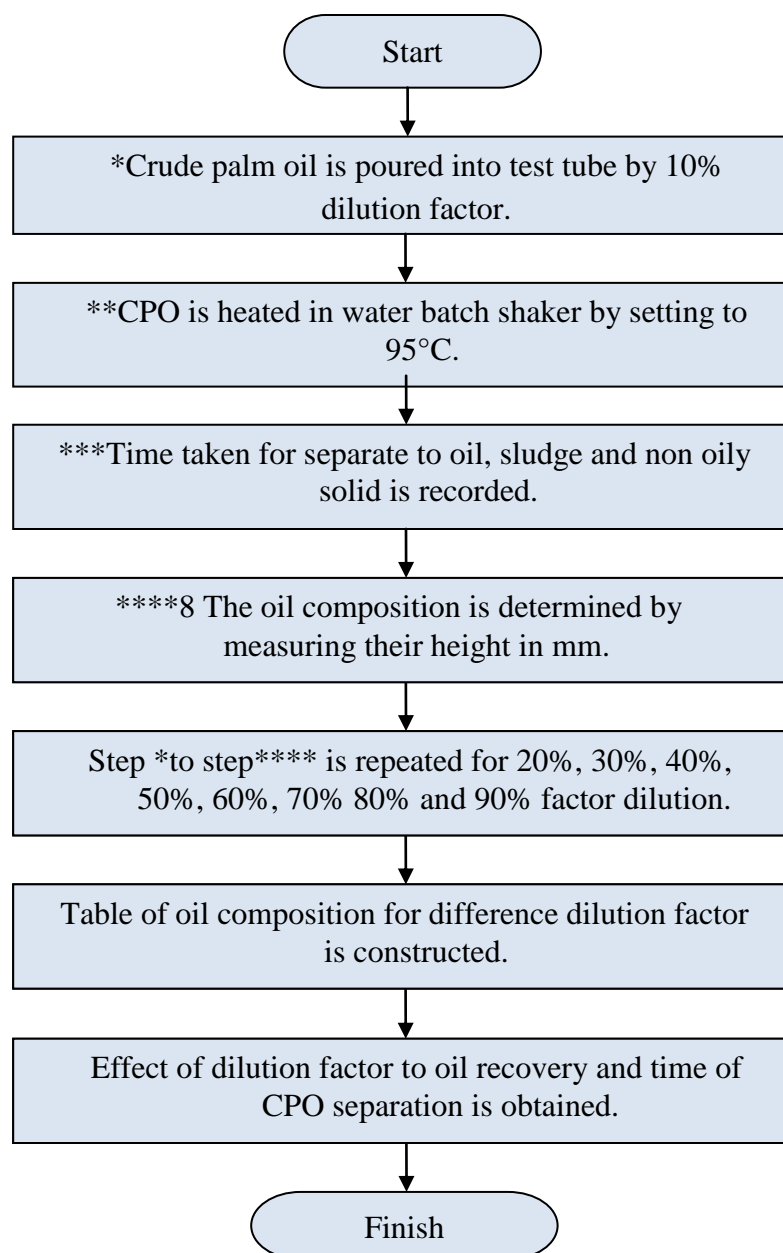 Start
*Crude palm oil is poured into test tube by 10%
dilution factor.
**CPO is heated in water batch shaker by setting to
95°C.
***Time taken for separate to oil, sludge and non oily
solid is recorded.
****8 The oil composition is determined by
measuring their height in mm.
Step *to step**** is repeated for 20%, 30%, 40%,
50%, 60%, 70% 80% and 90% factor dilution.
Table of oil composition for difference dilution factor
is constructed.
Effect of dilution factor to oil recovery and time of
CPO separation is obtained.
Finish